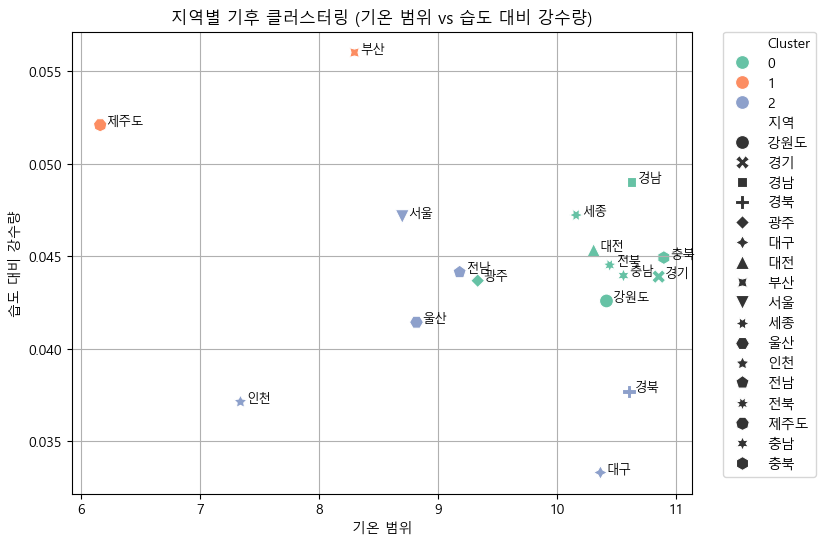 지역별 기후 클러스터링 (기온 범위 vs 습도 대비 강수량)
습도 대비 강수량
0.055
0.050
0.045
0.040
0.035
부산
제주도
경남
세종
서울
대전
충북
전북
전남
충남
경기
광주
강원도
울산
경북
인천
대구
6
7
8
9
10
11
기온 범위
Cluster
0
1
2
지역
강원도
경기
경남
경북
광주
대구
대전
부산
서울
세종
울산
인천
전남
전북
제주도
충남
충북